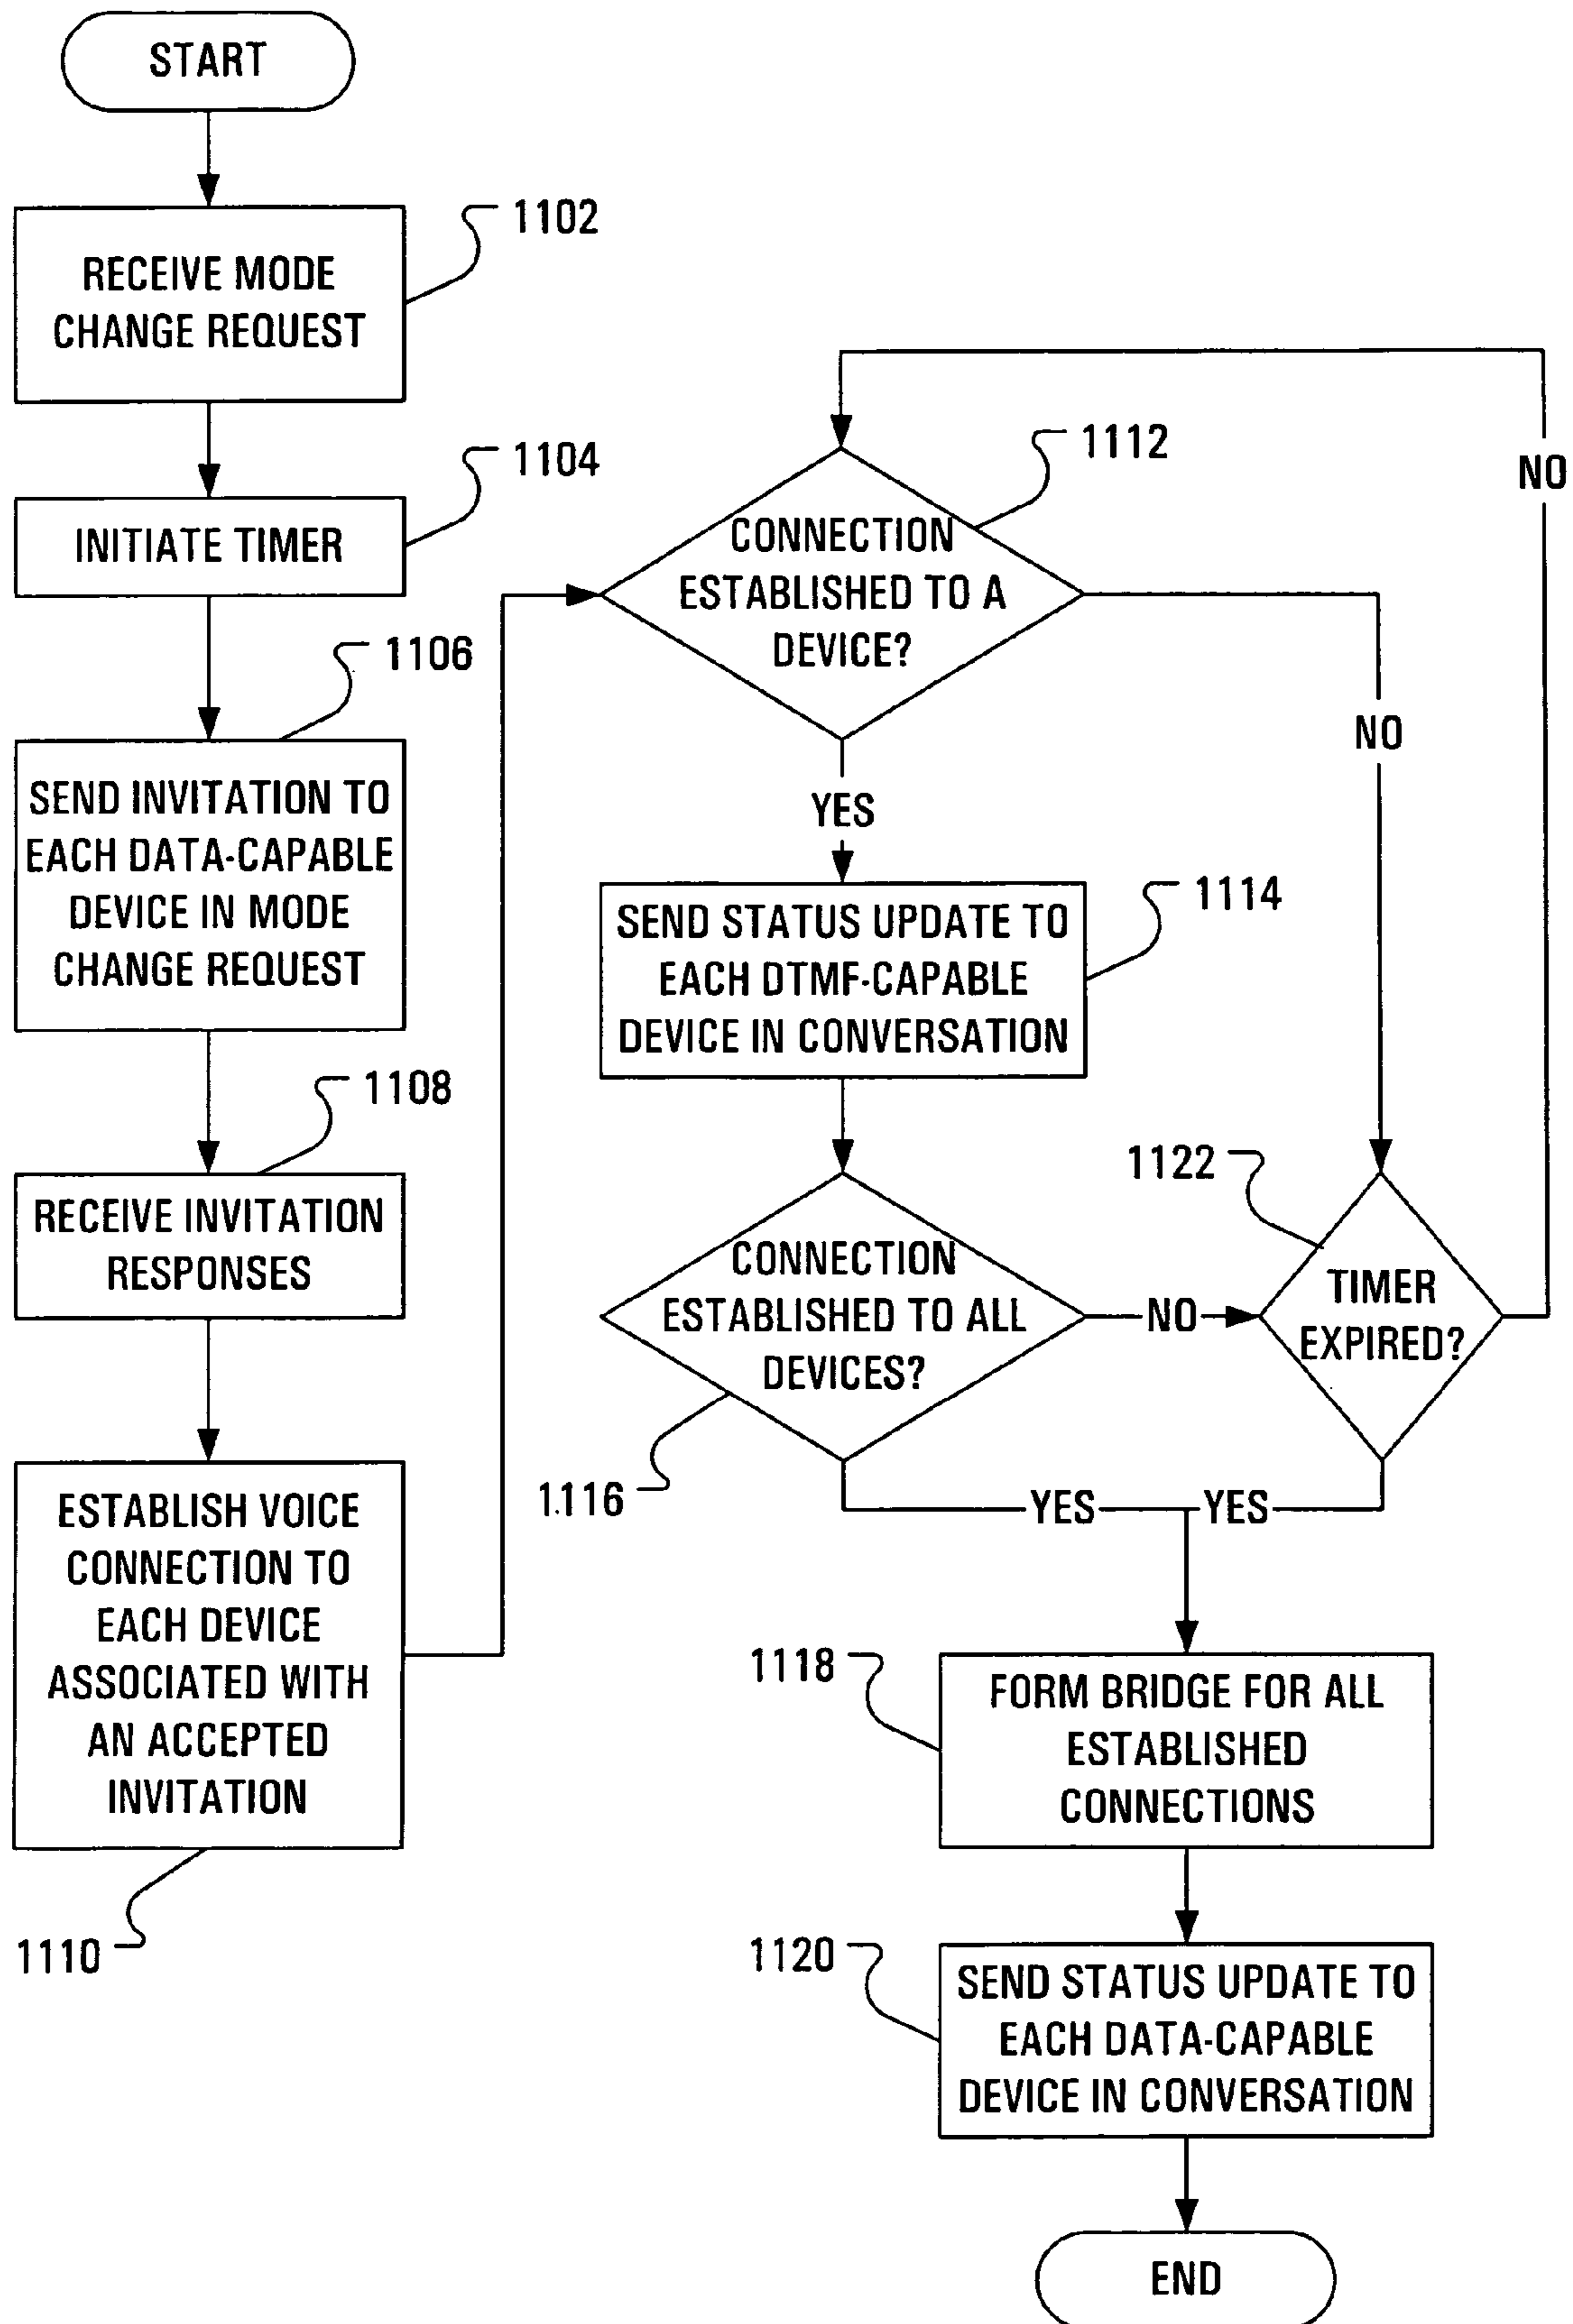 START
1102
RECEIVE MODE
CHANGE REQUEST
1104
INITIATE TIMER
1106
SEND INVITATION TO
EACH DATA-CAPABLE
DEVICE IN MODE
CHANGE REQUEST
1108
RECEIVE INVITATION
RESPONSES
ESTABLISH VOICE
CONNECTION TO
EACH DEVICE
ASSOCIATED WITH
AN ACCEPTED
INVITATION
1110
1112
CONNECTION
ESTABLISHED TO A
DEVICE?
NO
NO
YES
1114
SEND STATUS UPDATE TO
EACH DTMF-CAPABLE
DEVICE IN CONVERSATION
1122
CONNECTION
ESTABLISHED TO ALL
DEVICES?
NO
TIMER
EXPIRED?
1116
YES
YES
1118
FORM BRIDGE FOR ALL
ESTABLISHED
CONNECTIONS
1120
SEND STATUS UPDATE TO
EACH DATA-CAPABLE
DEVICE IN CONVERSATION
END